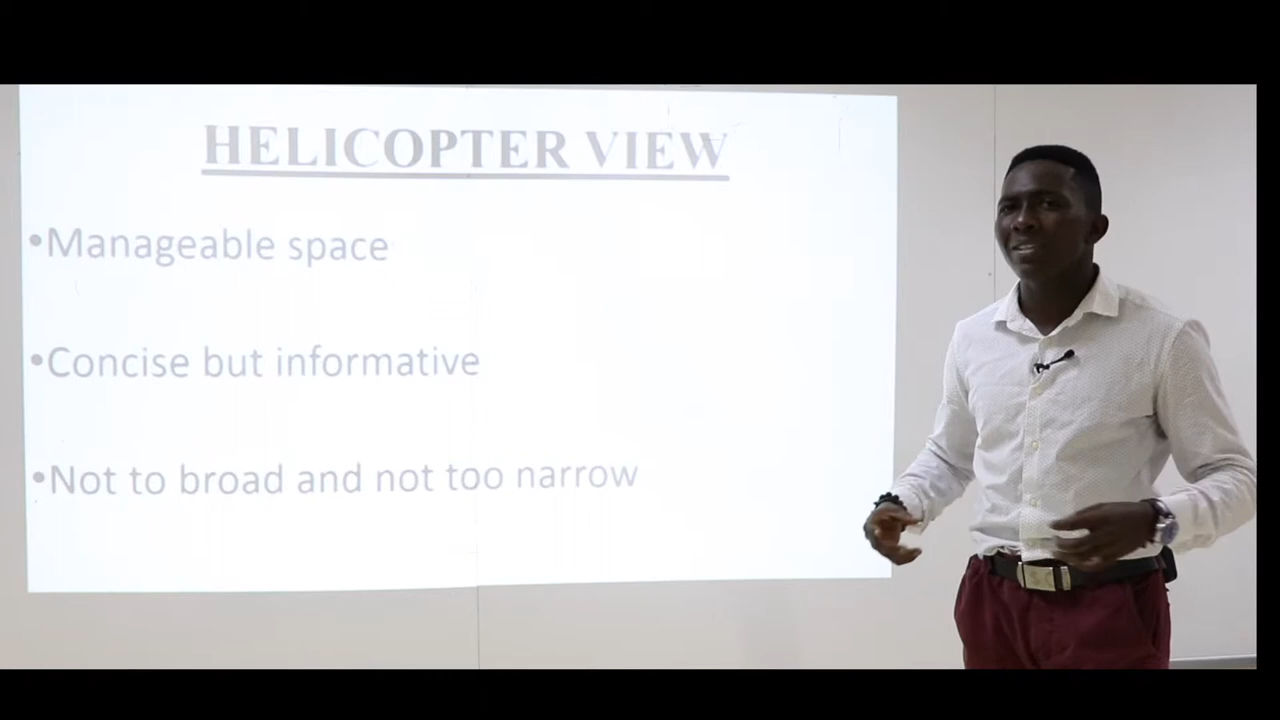 HELICOPTER VIEW
•Manageable space
•Concise but informative
•Not to broad and not too narrow